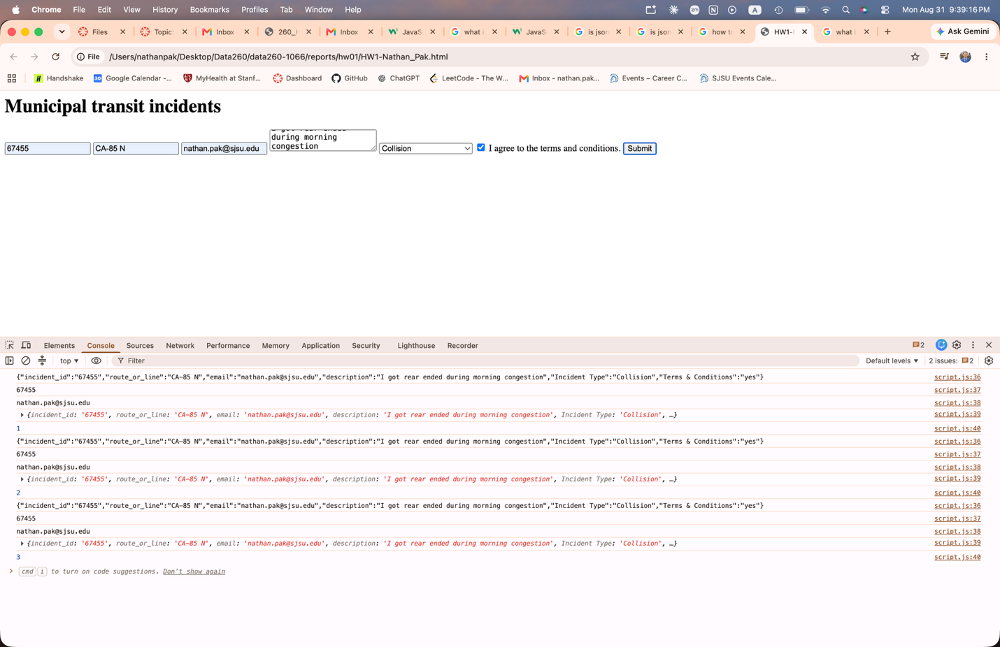 Chrome File Edit View History Bookmarks Profiles Tab Window Help zm N A Mon Aug 31 9:39:16 PM
Files Topic: Inbox 260_ Inbox JavaS what i JavaS is json is json how to HW1-N what i Ask Gemini
File /Users/nathanpak/Desktop/Data260/data260-1066/reports/hw01/HW1-Nathan_Pak.html
Handshake 30 Google Calendar -... MyHealth at Stanf... Dashboard GitHub ChatGPT LeetCode - The W... Inbox - nathan.pak... Events – Career C... SJSU Events Cale...
Municipal transit incidents
I got rear ended
during morning
67455 CA-85 N nathan.pak@sjsu.edu congestion Collision I agree to the terms and conditions. Submit
Elements Console Sources Network Performance Memory Application Security Lighthouse Recorder 2
top Filter Default levels 2 issues: 2
{"incident_id":"67455","route_or_line":"CA-85 N","email":"nathan.pak@sjsu.edu","description":"I got rear ended during morning congestion","Incident Type":"Collision","Terms & Conditions":"yes"} script.js:36
67455 script.js:37
nathan.pak@sjsu.edu script.js:38
{incident_id: '67455', route_or_line: 'CA-85 N', email: 'nathan.pak@sjsu.edu', description: 'I got rear ended during morning congestion', Incident Type: 'Collision', …} script.js:39
1 script.js:40
{"incident_id":"67455","route_or_line":"CA-85 N","email":"nathan.pak@sjsu.edu","description":"I got rear ended during morning congestion","Incident Type":"Collision","Terms & Conditions":"yes"} script.js:36
67455 script.js:37
nathan.pak@sjsu.edu script.js:38
{incident_id: '67455', route_or_line: 'CA-85 N', email: 'nathan.pak@sjsu.edu', description: 'I got rear ended during morning congestion', Incident Type: 'Collision', …} script.js:39
2 script.js:40
{"incident_id":"67455","route_or_line":"CA-85 N","email":"nathan.pak@sjsu.edu","description":"I got rear ended during morning congestion","Incident Type":"Collision","Terms & Conditions":"yes"} script.js:36
67455 script.js:37
nathan.pak@sjsu.edu script.js:38
{incident_id: '67455', route_or_line: 'CA-85 N', email: 'nathan.pak@sjsu.edu', description: 'I got rear ended during morning congestion', Incident Type: 'Collision', …} script.js:39
3 script.js:40
cmd i to turn on code suggestions. Don't show again